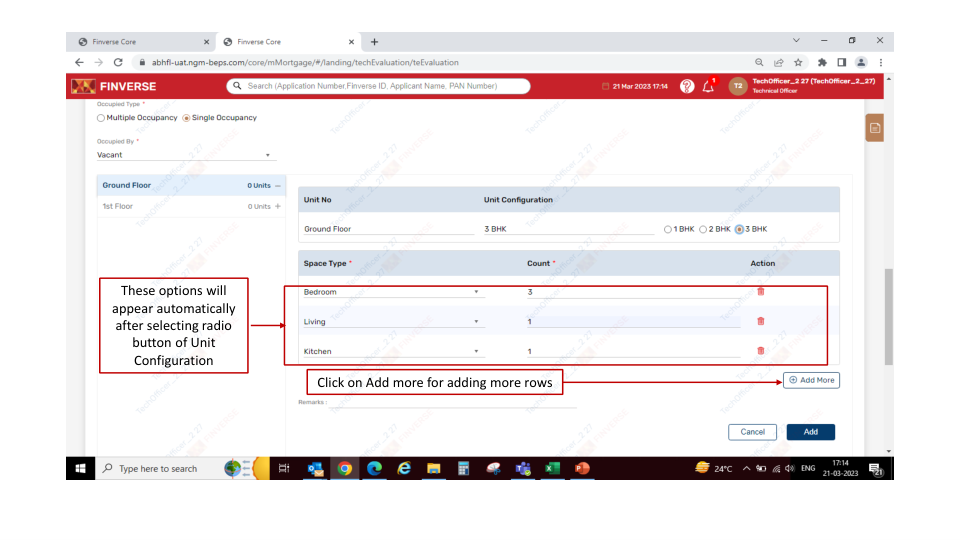 Finverse Core
Finverse Core
abhfl-uat.ngm-beps.com/core/mMortgage/#/landing/techEvaluation/teEvaluation
FINVERSE
Search (Application Number,Finverse ID, Applicant Name, PAN Number)
21 Mar 2023 17:14
T2
TechOfficer_2 27 (TechOfficer_2_27)
Technical Officer
Occupied Type *
Multiple Occupancy Single Occupancy
Occupied By *
Vacant
Ground Floor 0 Units
1st Floor 0 Units
Unit No Unit Configuration
Ground Floor 3 BHK 1 BHK 2 BHK 3 BHK
Space Type * Count * Action
Bedroom 3
Living 1
Kitchen 1
These options will
appear automatically
after selecting radio
button of Unit
Configuration
Click on Add more for adding more rows
Add More
Remarks :
Cancel Add
Type here to search
24°C
ENG
17:14
21-03-2023
21